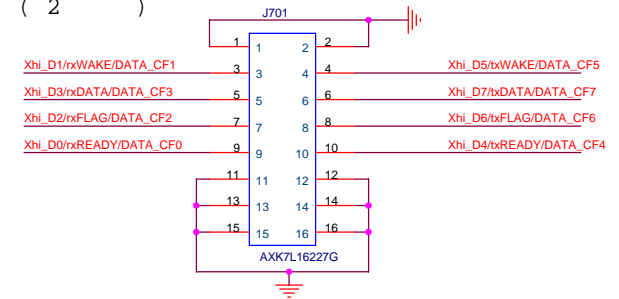 ( 2 )
J701
1 1 2 2
Xhi_D1/rxWAKE/DATA_CF1 3 3 4 4 Xhi_D5/txWAKE/DATA_CF5
Xhi_D3/rxDATA/DATA_CF3 5 5 6 6 Xhi_D7/txDATA/DATA_CF7
Xhi_D2/rxFLAG/DATA_CF2 7 7 8 8 Xhi_D6/txFLAG/DATA_CF6
Xhi_D0/rxREADY/DATA_CF0 9 9 10 10 Xhi_D4/txREADY/DATA_CF4
11 11 12 12
13 13 14 14
15 15 16 16
AXK7L16227G